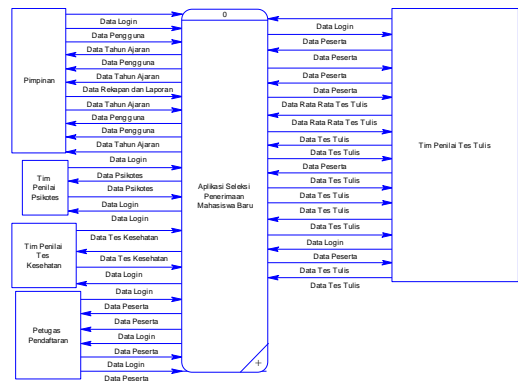 0
Data Login
Data Pengguna
Data Tahun Ajaran
Data Pengguna
Data Tahun Ajaran
Data Rekapan dan Laporan
Data Tahun Ajaran
Data Pengguna
Data Pengguna
Data Tahun Ajaran
Pimpinan
Data Login
Data Psikotes
Data Psikotes
Data Login
Data Login
Tim
Penilai
Psikotes
Data Tes Kesehatan
Data Tes Kesehatan
Data Login
Tim Penilai
Tes
Kesehatan
Data Login
Data Peserta
Data Peserta
Data Login
Data Peserta
Data Login
Data Peserta
Petugas
Pendaftaran
Aplikasi Seleksi
Penerimaan
Mahasiswa Baru
+
Data Login
Data Peserta
Data Peserta
Data Peserta
Data Rata Rata Tes Tulis
Data Rata Rata Tes Tulis
Data Tes Tulis
Data Tes Tulis
Data Peserta
Data Tes Tulis
Data Tes Tulis
Data Tes Tulis
Data Login
Data Peserta
Data Tes Tulis
Data Tes Tulis
Tim Penilai Tes Tulis